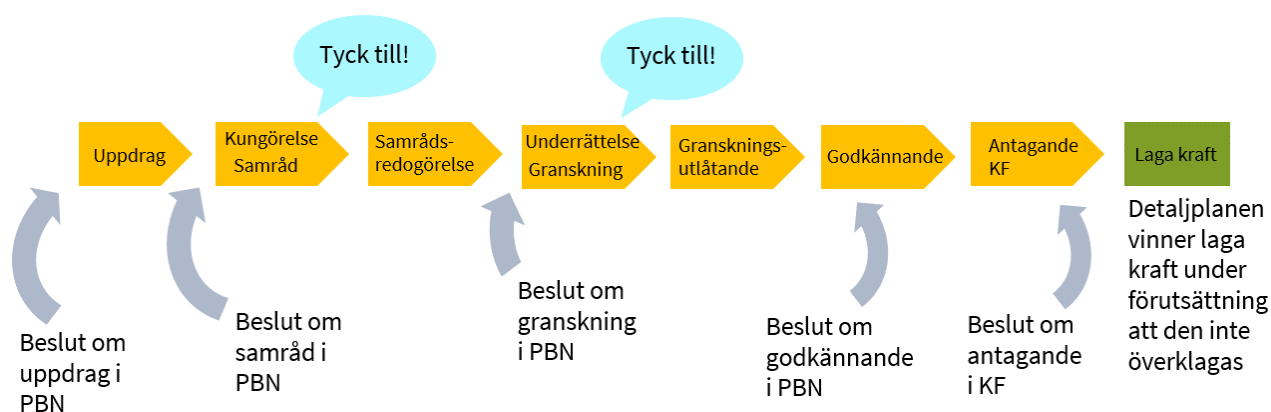 Tyck till!
Tyck till!
Uppdrag
Kungörelse
Samråd
Samråds-
redogörelse
Underrättelse
Granskning
Gransknings-
utlåtande
Godkännande
Antagande
KF
Laga kraft
Beslut om
uppdrag i
PBN
Beslut om
samråd i
PBN
Beslut om
granskning
i PBN
Beslut om
godkännande
i PBN
Beslut om
antagande
i KF
Detaljplanen
vinner laga
kraft under
förutsättning
att den inte
överklagas